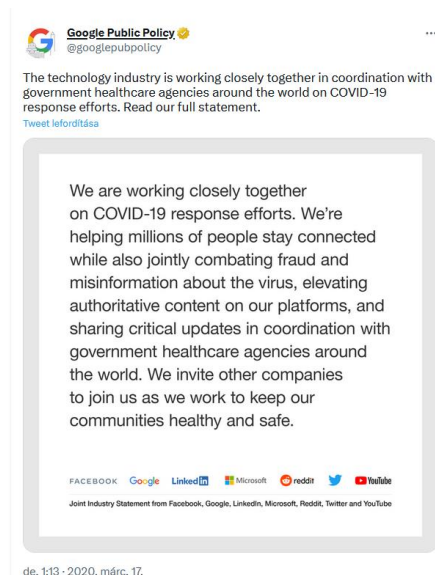 Google Public Policy
@googlepubpolicy
The technology industry is working closely together in coordination with
government healthcare agencies around the world on COVID-19
response efforts. Read our full statement.
Tweet lefordítása
We are working closely together
on COVID-19 response efforts. We're
helping millions of people stay connected
while also jointly combating fraud and
misinformation about the virus, elevating
authoritative content on our platforms, and
sharing critical updates in coordination with
government healthcare agencies around
the world. We invite other companies
to join us as we work to keep our
communities healthy and safe.
FACEBOOK Google Linked in Microsoft reddit YouTube
Joint Industry Statement from Facebook, Google, LinkedIn, Microsoft, Reddit, Twitter and YouTube
de. 1:13 · 2020. márc. 17.